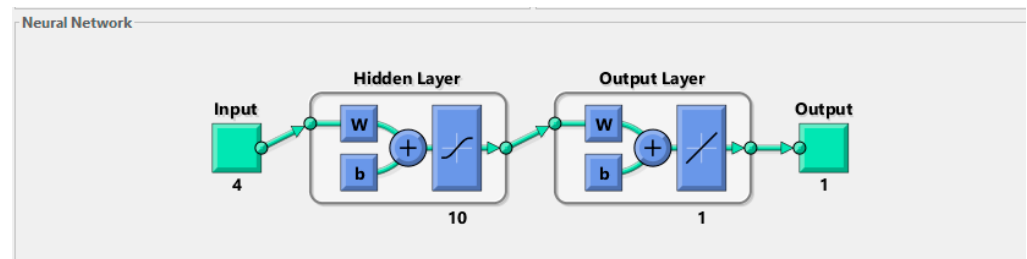 Neural Network
Hidden Layer
Output Layer
Input
Output
W
W
+
+
b
b
4
1
10
1